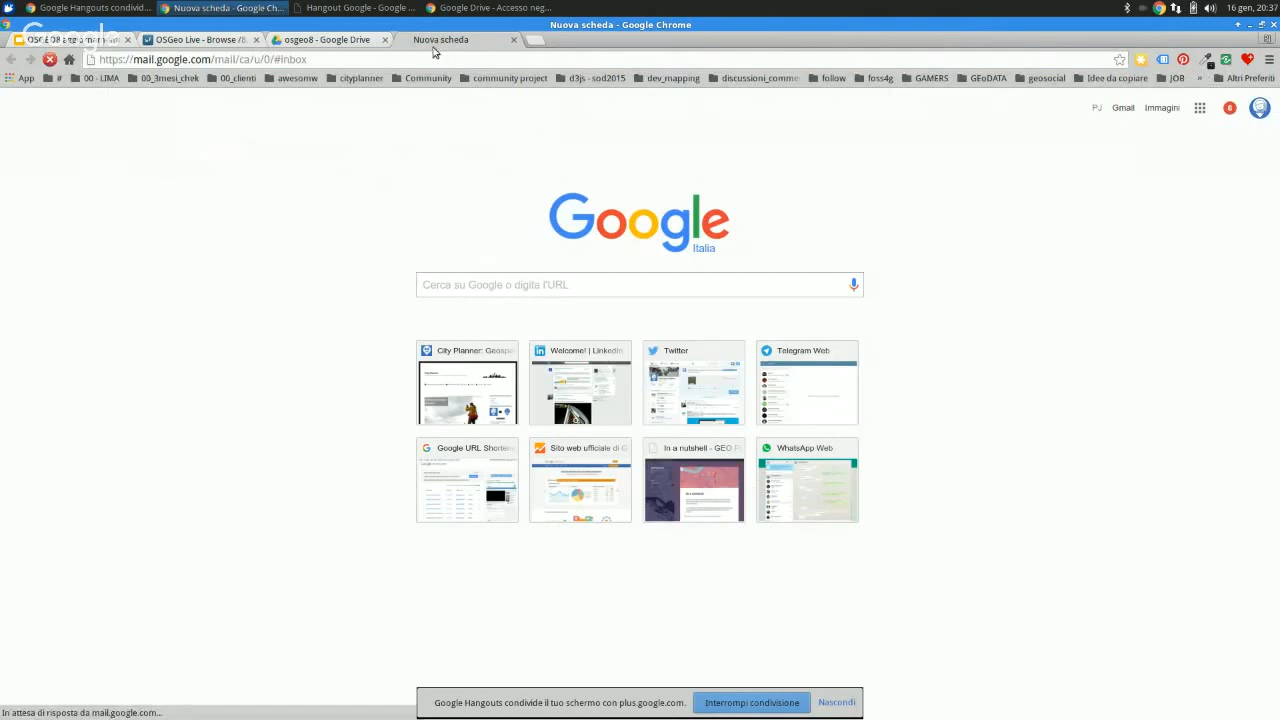 Google Hangouts condivid...
Nuova scheda - Google Ch...
Hangout Google - Google ...
Google Drive - Accesso neg...
16 gen, 20:37
Nuova scheda - Google Chrome
Google
OSGeo Live - Browse /8.
osgeo8 - Google Drive
Nuova scheda
https://mail.google.com/mail/ca/u/0/#inbox
App
#
00 - LIMA
00_3mesi_chek
00_clienti
awesomw
cityplanner
Community
community project
d3js - sod2015
dev_mapping
discussioni_comme
follow
foss4g
GAMERS
GEoDATA
geosocial
Idee da copiare
JOB
»
Altri Preferiti
PJ
Gmail
Immagini
6
Google
Italia
Cerca su Google o digita l'URL
City Planner: Geospa
Welcome! | LinkedIn
Twitter
Telegram Web
Google URL Shorten
Sito web ufficiale di G
In a nutshell - GEO P
WhatsApp Web
Google Hangouts condivide il tuo schermo con plus.google.com.
Interrompi condivisione
Nascondi
In attesa di risposta da mail.google.com...